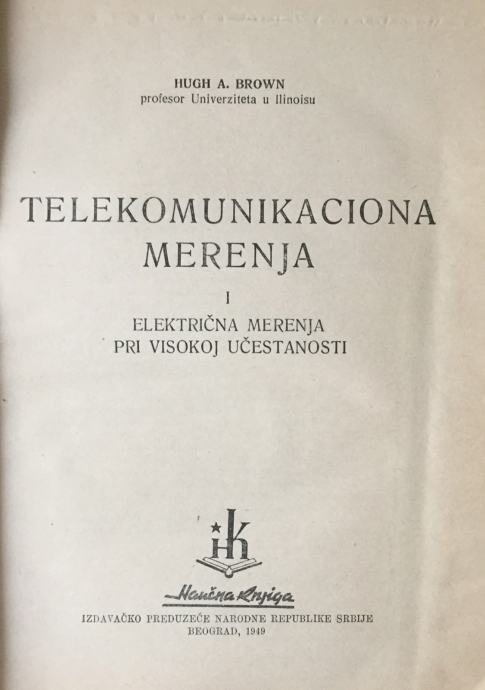 HUGH A. BROWN
profesor Univerziteta u Ilinoisu
TELEKOMUNIKACIONA
MERENJA
I
ELEKTRIČNA MERENJA
PRI VISOKOJ UČESTANOSTI
НК
Naučna Knjiga
IZDAVAČKO PREDUZEĆE NARODNE REPUBLIKE SRBIJE
BEOGRAD, 1949